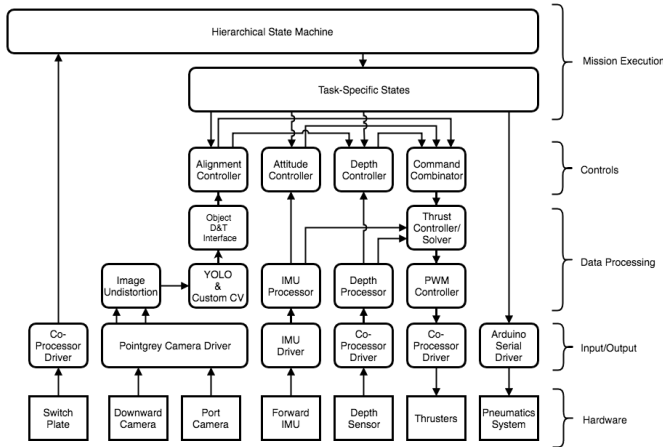 Hierarchical State Machine
Mission Execution
Task-Specific States
Alignment
Controller
Attitude
Controller
Depth
Controller
Command
Combinator
Controls
Object
D&T
Interface
Thrust
Controller/
Solver
Data Processing
Image
Undistortion
YOLO
&
Custom CV
IMU
Processor
Depth
Processor
PWM
Controller
Co-
Processor
Driver
Pointgrey Camera Driver
IMU
Driver
Co-
Processor
Driver
Co-
Processor
Driver
Arduino
Serial
Driver
Input/Output
Switch
Plate
Downward
Camera
Port
Camera
Forward
IMU
Depth
Sensor
Thrusters
Pneumatics
System
Hardware